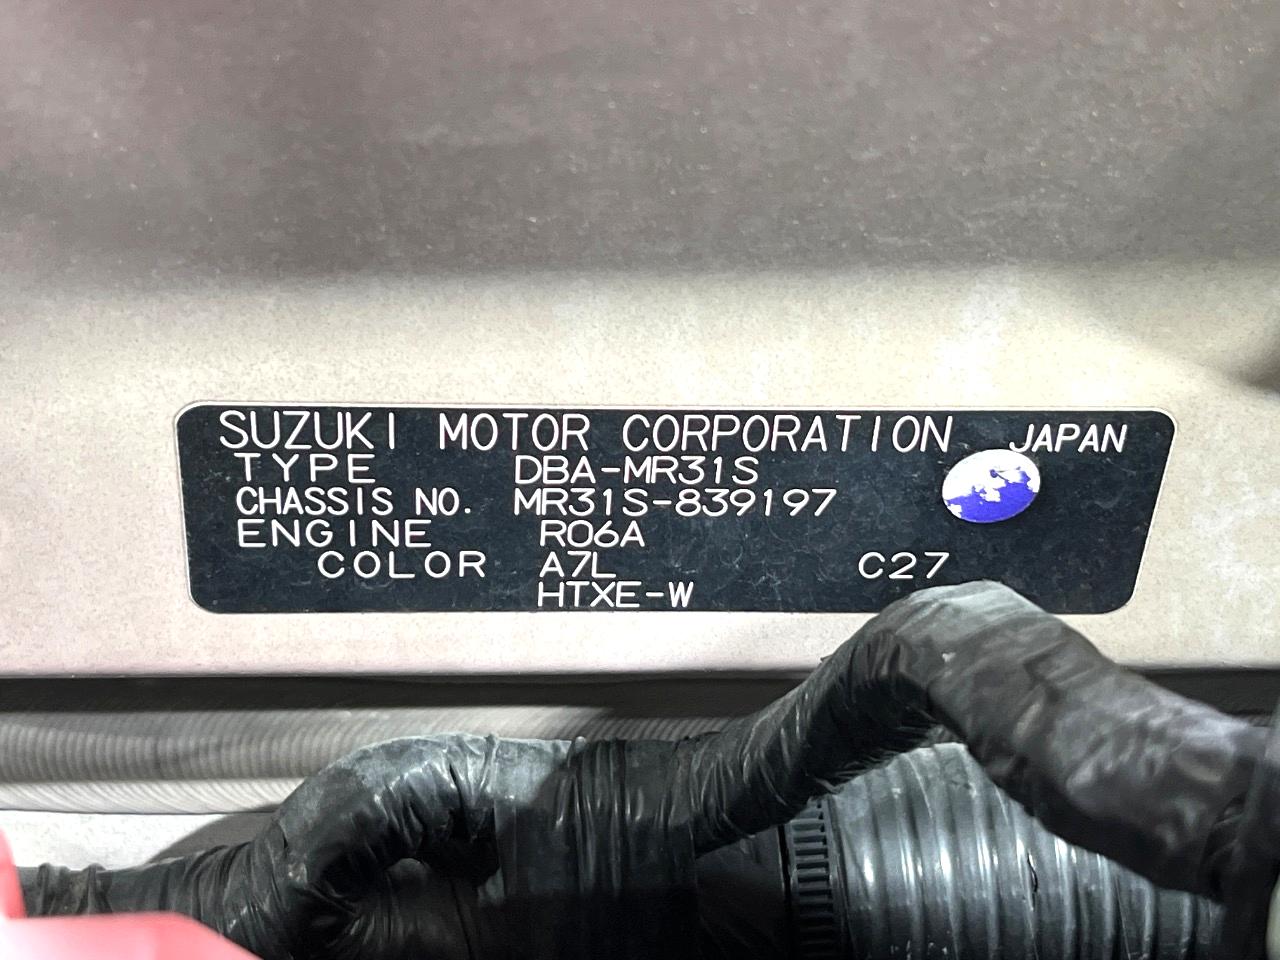 SUZUKI MOTOR CORPORATION JAPAN
TYPE DBA-MR31S
CHASSIS NO. MR31S-839197
ENGINE R06A
COLOR A7L C27
HTXE-W